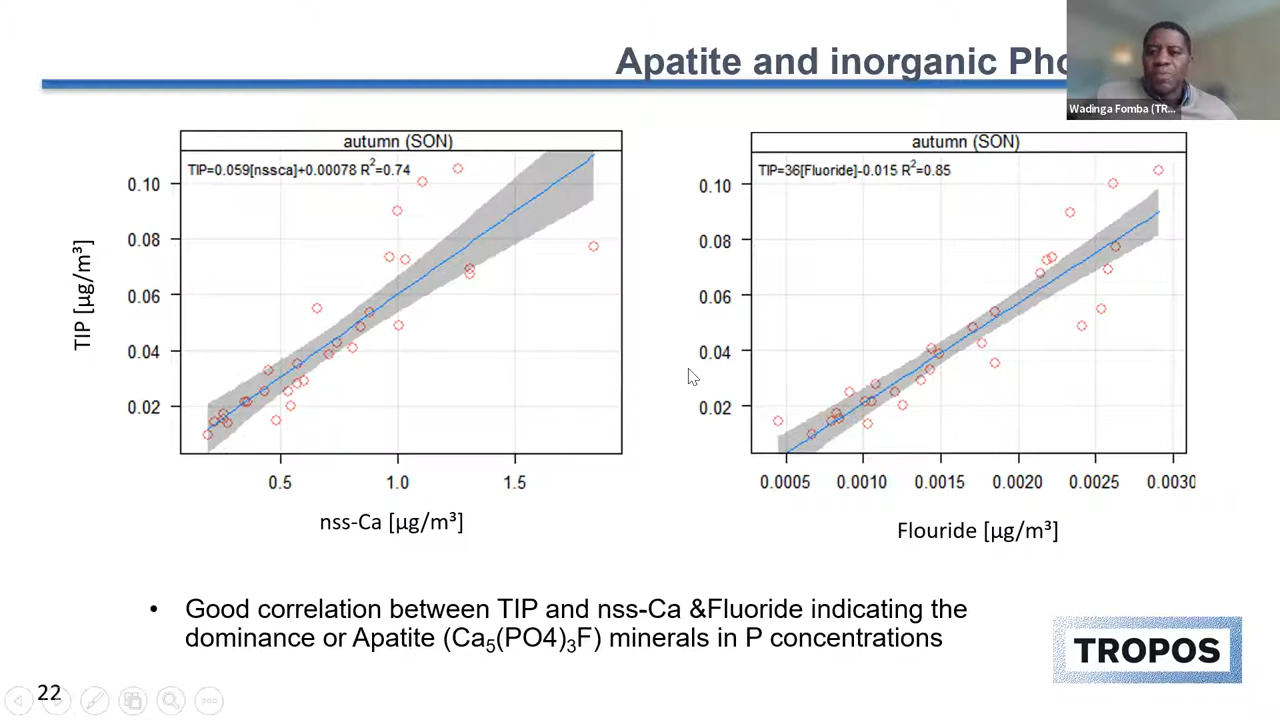 Apatite and inorganic Pho
Wadinga Fomba (TR...
autumn (SON)
TIP=0.059[nssca]+0.00078 R²=0.74
0.10
0.08
0.06
0.04
0.02
TIP [µg/m³]
0.5 1.0 1.5
nss-Ca [µg/m³]
autumn (SON)
TIP=36[Fluoride]-0.015 R²=0.85
0.10
0.08
0.06
0.04
0.02
0.0005 0.0010 0.0015 0.0020 0.0025 0.0030
Flouride [µg/m³]
• Good correlation between TIP and nss-Ca &Fluoride indicating the
dominance or Apatite (Ca₅(PO4)₃F) minerals in P concentrations
TROPOS
22